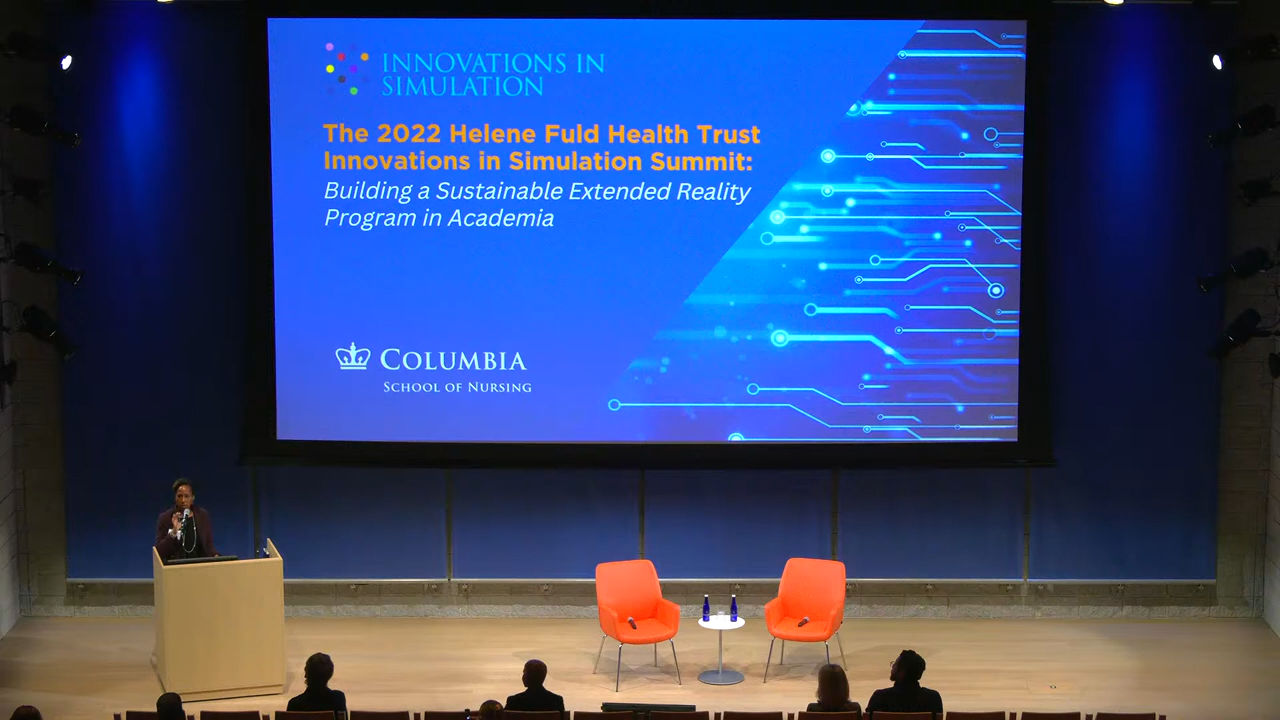 INNOVATIONS IN
SIMULATION
The 2022 Helene Fuld Health Trust
Innovations in Simulation Summit:
Building a Sustainable Extended Reality
Program in Academia
COLUMBIA
SCHOOL OF NURSING